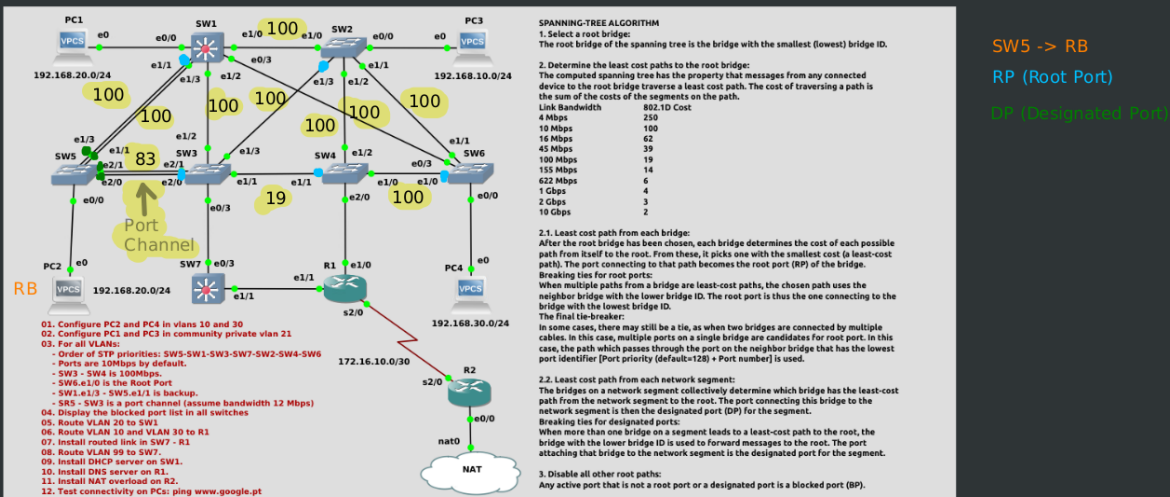 PC1
SW1
100
SW2
PC3
e0
e0/0
e1/0
e1/0
e0/0
e0
VPCS
VPCS
e1/1
e0/3
e1/3
e1/2
e1/3
e1/2
e1/1
192.168.20.0/24
192.168.10.0/24
100
100
100
100
100
100
e1/3
e1/1
e1/2
e1/3
e1/2
e1/1
SW5
83
SW3
SW4
e0/3
SW6
e2/1
e2/1
e2/0
e2/0
e1/1
e1/1
e1/0
e1/0
19
100
e0/0
e0/3
e2/0
e0/0
Port
Channel
PC2
e0
SW7
e0/3
R1
e1/0
PC4
e0
RB
VPCS
192.168.20.0/24
e1/1
e1/1
VPCS
s2/0
192.168.30.0/24
172.16.10.0/30
R2
s2/0
e0/0
nat0
NAT
01. Configure PC2 and PC4 in vlans 10 and 30
02. Configure PC1 and PC3 in community private vlan 21
03. For all VLANs:
- Order of STP priorities: SW5-SW1-SW3-SW7-SW2-SW4-SW6
- Ports are 10Mbps by default.
- SW3 - SW4 is 100Mbps.
- SW6.e1/0 is the Root Port
- SW1.e1/3 - SW5.e1/1 is backup.
- SR5 - SW3 is a port channel (assume bandwidth 12 Mbps)
04. Display the blocked port list in all switches
05. Route VLAN 20 to SW1
06. Route VLAN 10 and VLAN 30 to R1
07. Install routed link in SW7 - R1
08. Route VLAN 99 to SW7.
09. Install DHCP server on SW1.
10. Install DNS server on R1.
11. Install NAT overload on R2.
12. Test connectivity on PCs: ping www.google.pt
SPANNING-TREE ALGORITHM
1. Select a root bridge:
The root bridge of the spanning tree is the bridge with the smallest (lowest) bridge ID.
2. Determine the least cost paths to the root bridge:
The computed spanning tree has the property that messages from any connected
device to the root bridge traverse a least cost path. The cost of traversing a path is
the sum of the costs of the segments on the path.
Link Bandwidth 802.1D Cost
4 Mbps 250
10 Mbps 100
16 Mbps 62
45 Mbps 39
100 Mbps 19
155 Mbps 14
622 Mbps 6
1 Gbps 4
2 Gbps 3
10 Gbps 2
2.1. Least cost path from each bridge:
After the root bridge has been chosen, each bridge determines the cost of each possible
path from itself to the root. From these, it picks one with the smallest cost (a least-cost
path). The port connecting to that path becomes the root port (RP) of the bridge.
Breaking ties for root ports:
When multiple paths from a bridge are least-cost paths, the chosen path uses the
neighbor bridge with the lower bridge ID. The root port is thus the one connecting to the
bridge with the lowest bridge ID.
The final tie-breaker:
In some cases, there may still be a tie, as when two bridges are connected by multiple
cables. In this case, multiple ports on a single bridge are candidates for root port. In this
case, the path which passes through the port on the neighbor bridge that has the lowest
port identifier [Port priority (default=128) + Port number] is used.
2.2. Least cost path from each network segment:
The bridges on a network segment collectively determine which bridge has the least-cost
path from the network segment to the root. The port connecting this bridge to the
network segment is then the designated port (DP) for the segment.
Breaking ties for designated ports:
When more than one bridge on a segment leads to a least-cost path to the root, the
bridge with the lower bridge ID is used to forward messages to the root. The port
attaching that bridge to the network segment is the designated port for the segment.
3. Disable all other root paths:
Any active port that is not a root port or a designated port is a blocked port (BP).
SW5 -> RB
RP (Root Port)
DP (Designated Port)